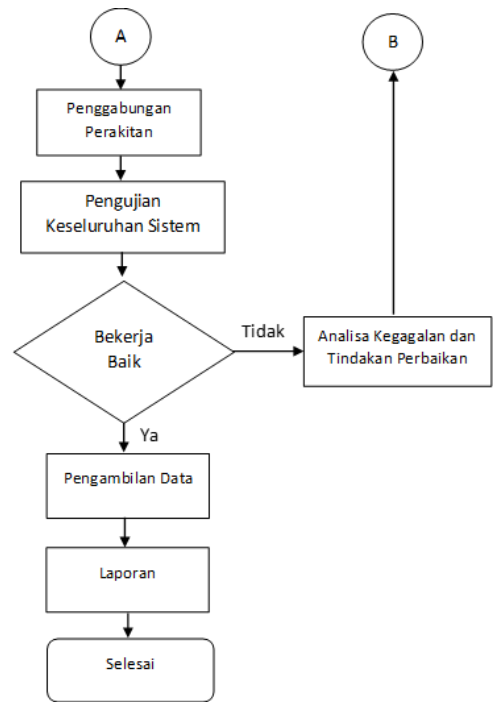 A
B
Penggabungan
Perakitan
Pengujian
Keseluruhan Sistem
Bekerja
Baik
Tidak
Analisa Kegagalan dan
Tindakan Perbaikan
Ya
Pengambilan Data
Laporan
Selesai